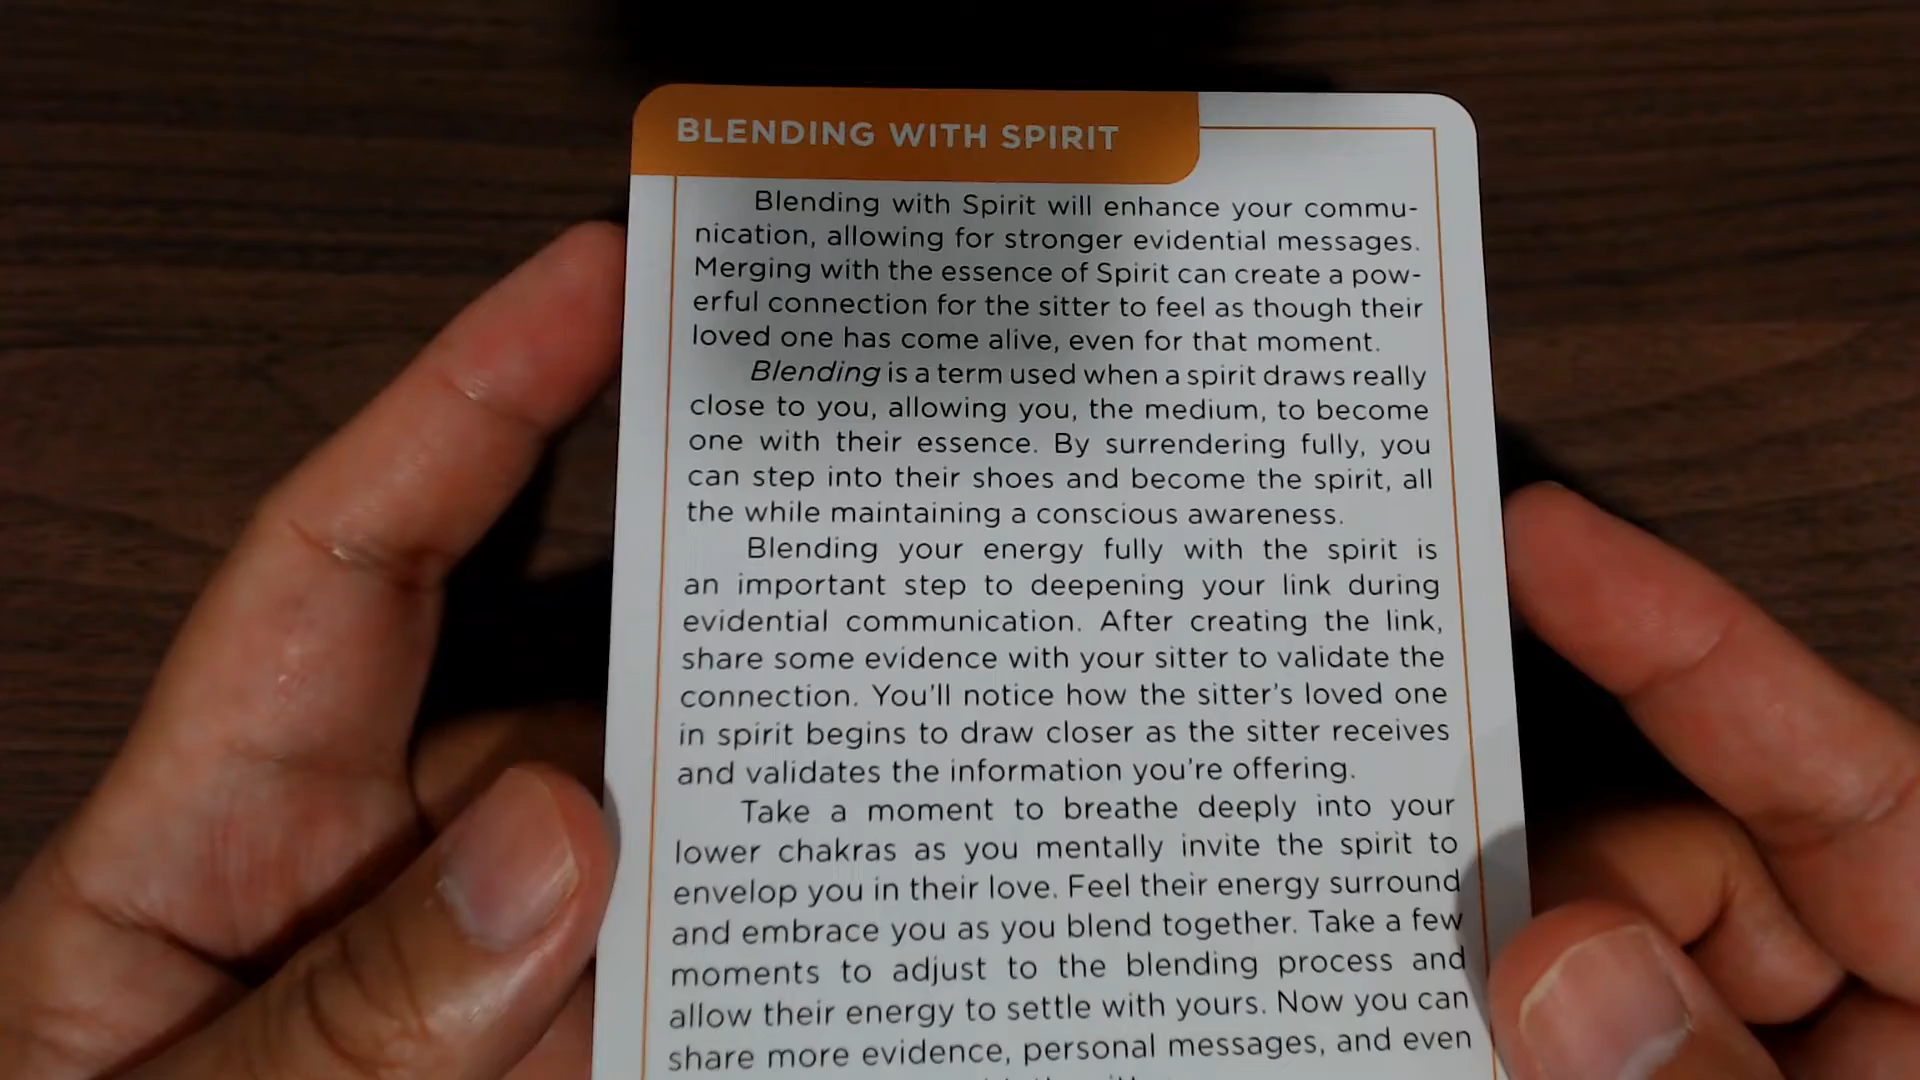 BLENDING WITH SPIRIT
Blending with Spirit will enhance your commu-
nication, allowing for stronger evidential messages.
Merging with the essence of Spirit can create a pow-
erful connection for the sitter to feel as though their
loved one has come alive, even for that moment.
Blending is a term used when a spirit draws really
close to you, allowing you, the medium, to become
one with their essence. By surrendering fully, you
can step into their shoes and become the spirit, all
the while maintaining a conscious awareness.
Blending your energy fully with the spirit is
an important step to deepening your link during
evidential communication. After creating the link,
share some evidence with your sitter to validate the
connection. You'll notice how the sitter's loved one
in spirit begins to draw closer as the sitter receives
and validates the information you're offering.
Take a moment to breathe deeply into your
lower chakras as you mentally invite the spirit to
envelop you in their love. Feel their energy surround
and embrace you as you blend together. Take a few
moments to adjust to the blending process and
allow their energy to settle with yours. Now you can
share more evidence, personal messages, and even